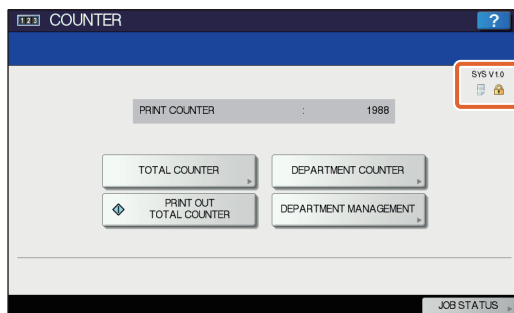 123 COUNTER
?
SYS V1.0
PRINT COUNTER : 1988
TOTAL COUNTER
DEPARTMENT COUNTER
PRINT OUT
TOTAL COUNTER
DEPARTMENT MANAGEMENT
JOB STATUS